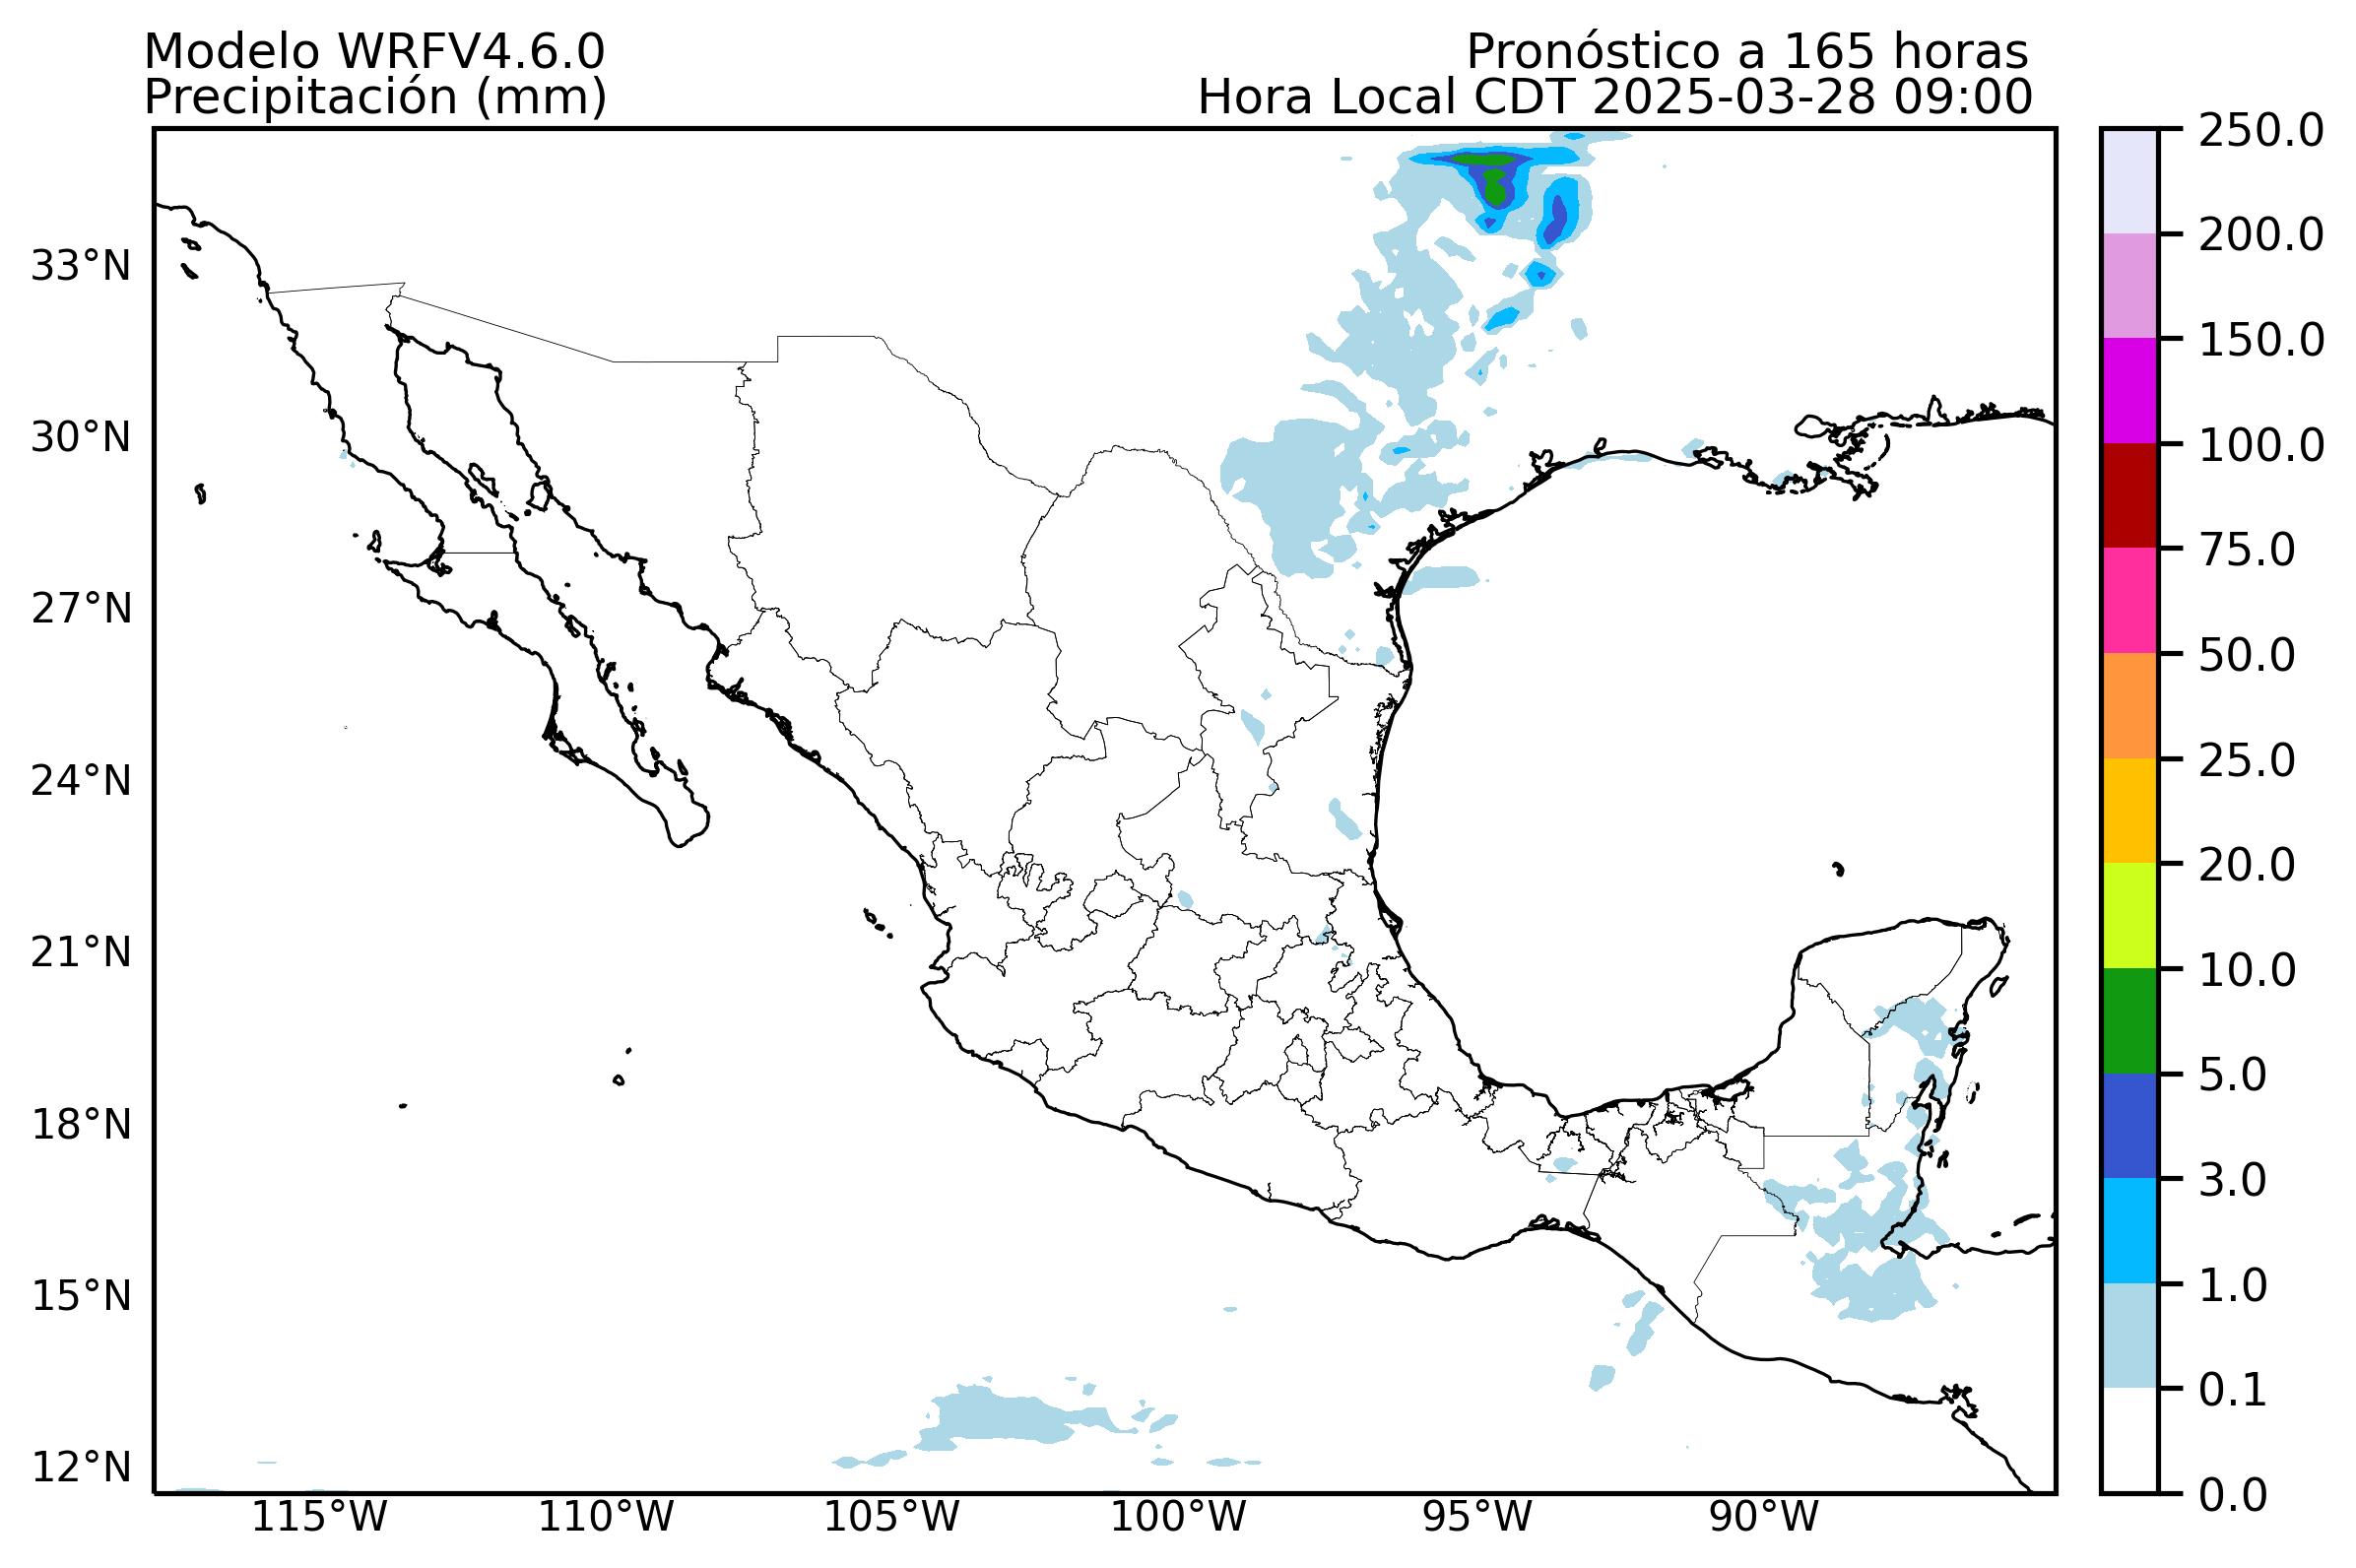 Modelo WRFV4.6.0
Pronóstico a 165 horas
Precipitación (mm)
Hora Local CDT 2025-03-28 09:00
33°N
30°N
27°N
24°N
21°N
18°N
15°N
12°N
115°W
110°W
105°W
100°W
95°W
90°W
250.0
200.0
150.0
100.0
75.0
50.0
25.0
20.0
10.0
5.0
3.0
1.0
0.1
0.0